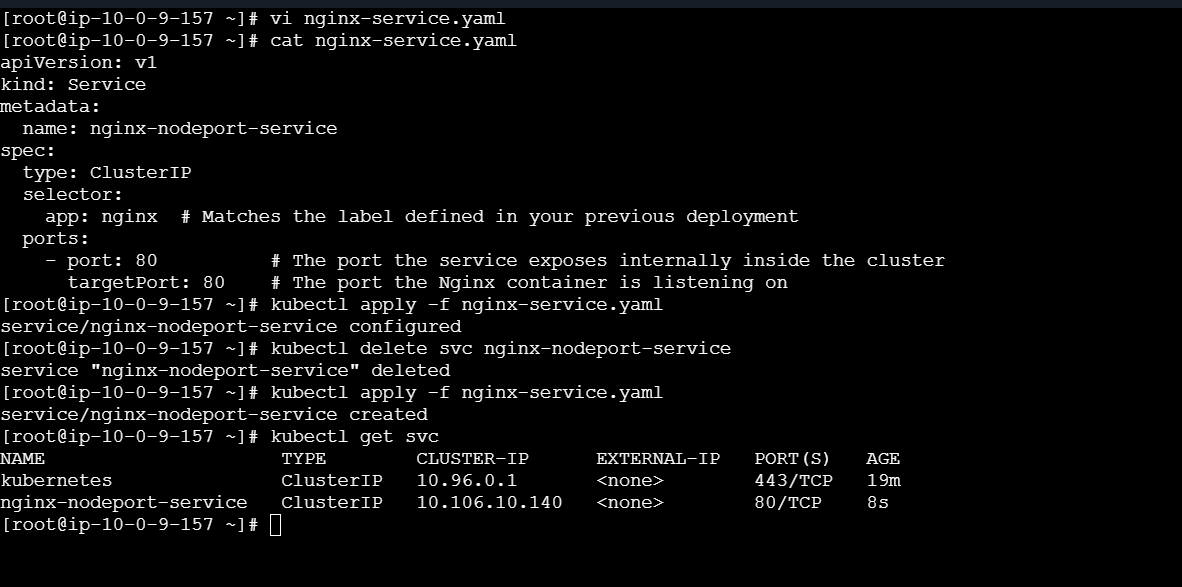 [root@ip-10-0-9-157 ~]# vi nginx-service.yaml
[root@ip-10-0-9-157 ~]# cat nginx-service.yaml
apiVersion: v1
kind: Service
metadata:
  name: nginx-nodeport-service
spec:
  type: ClusterIP
  selector:
    app: nginx  # Matches the label defined in your previous deployment
  ports:
    - port: 80          # The port the service exposes internally inside the cluster
      targetPort: 80    # The port the Nginx container is listening on
[root@ip-10-0-9-157 ~]# kubectl apply -f nginx-service.yaml
service/nginx-nodeport-service configured
[root@ip-10-0-9-157 ~]# kubectl delete svc nginx-nodeport-service
service "nginx-nodeport-service" deleted
[root@ip-10-0-9-157 ~]# kubectl apply -f nginx-service.yaml
service/nginx-nodeport-service created
[root@ip-10-0-9-157 ~]# kubectl get svc
NAME                     TYPE        CLUSTER-IP      EXTERNAL-IP   PORT(S)   AGE
kubernetes               ClusterIP   10.96.0.1       <none>        443/TCP   19m
nginx-nodeport-service   ClusterIP   10.106.10.140   <none>        80/TCP    8s
[root@ip-10-0-9-157 ~]#